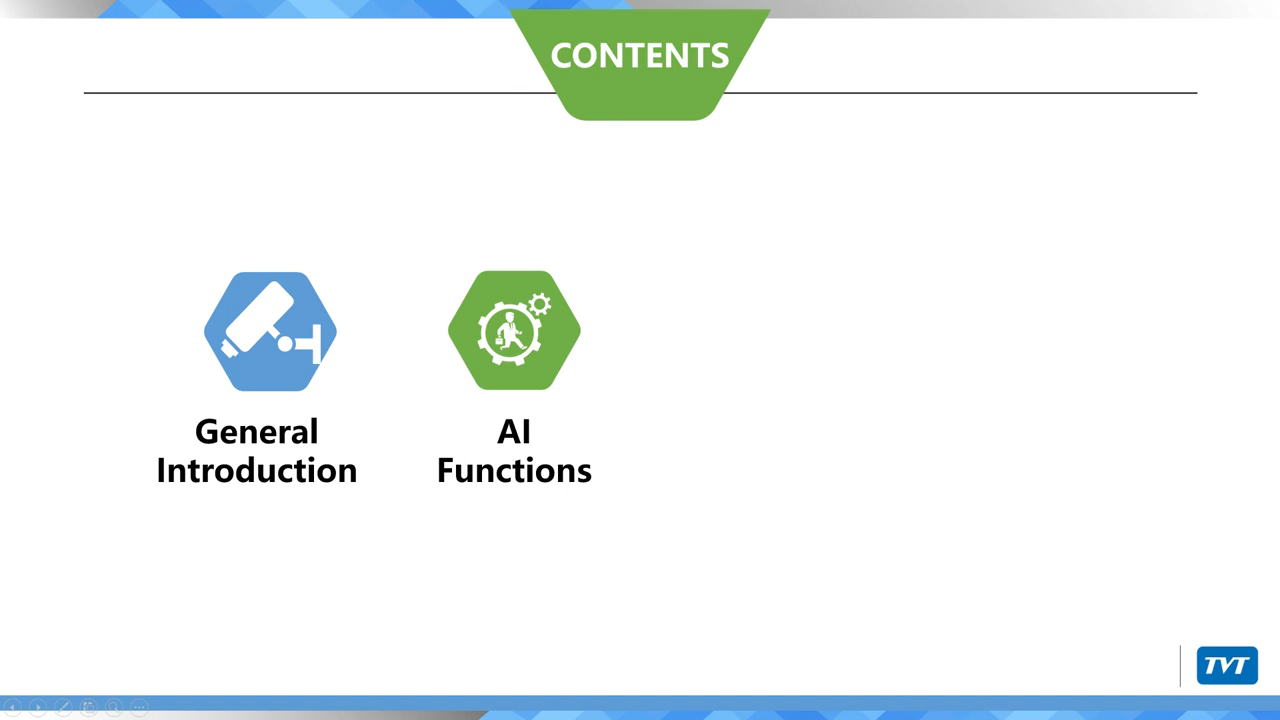 CONTENTS
General
Introduction
AI
Functions
TVT